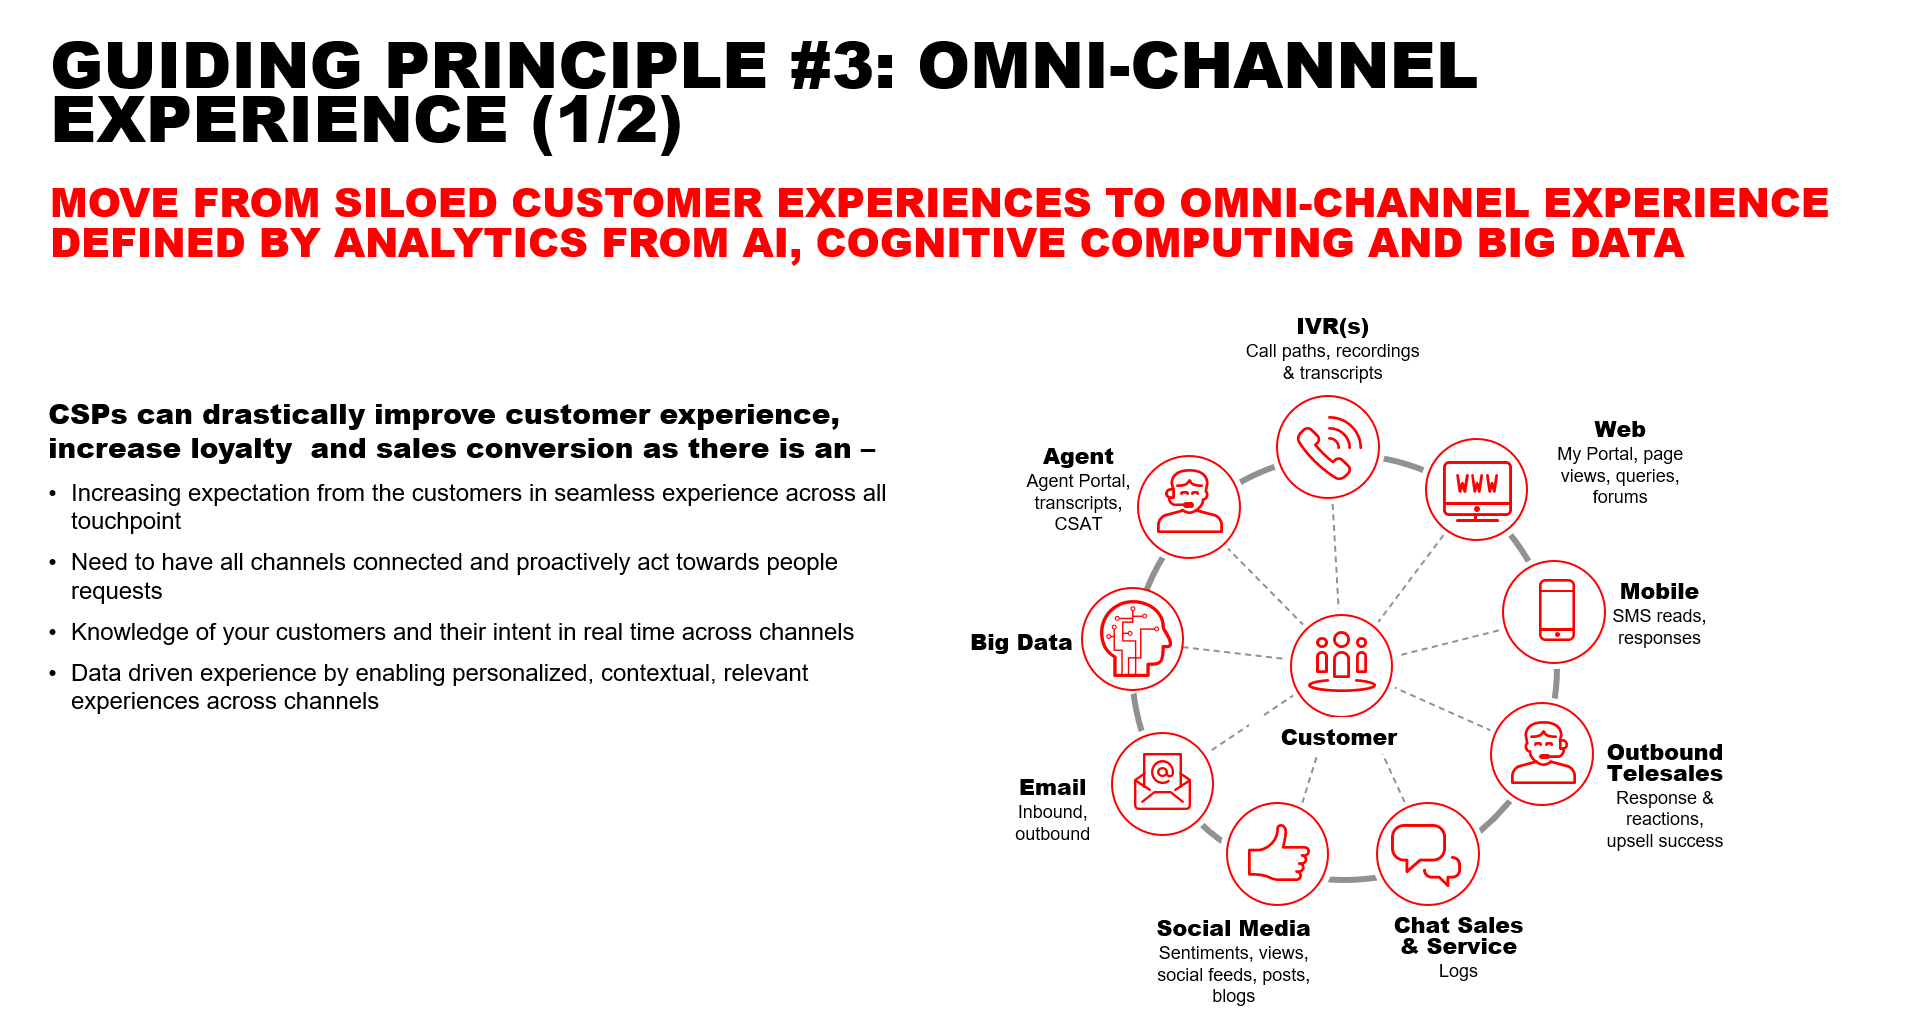 GUIDING PRINCIPLE #3: OMNI-CHANNEL
EXPERIENCE (1/2)
MOVE FROM SILOED CUSTOMER EXPERIENCES TO OMNI-CHANNEL EXPERIENCE
DEFINED BY ANALYTICS FROM AI, COGNITIVE COMPUTING AND BIG DATA
CSPs can drastically improve customer experience,
increase loyalty  and sales conversion as there is an –
• Increasing expectation from the customers in seamless experience across all
touchpoint
• Need to have all channels connected and proactively act towards people
requests
• Knowledge of your customers and their intent in real time across channels
• Data driven experience by enabling personalized, contextual, relevant
experiences across channels
IVR(s)
Call paths, recordings
& transcripts
Web
My Portal, page
views, queries,
forums
WWW
Mobile
SMS reads,
responses
Outbound
Telesales
Response &
reactions,
upsell success
Chat Sales
& Service
Logs
Social Media
Sentiments, views,
social feeds, posts,
blogs
Email
Inbound,
outbound
@
Big Data
Agent
Agent Portal,
transcripts,
CSAT
Customer